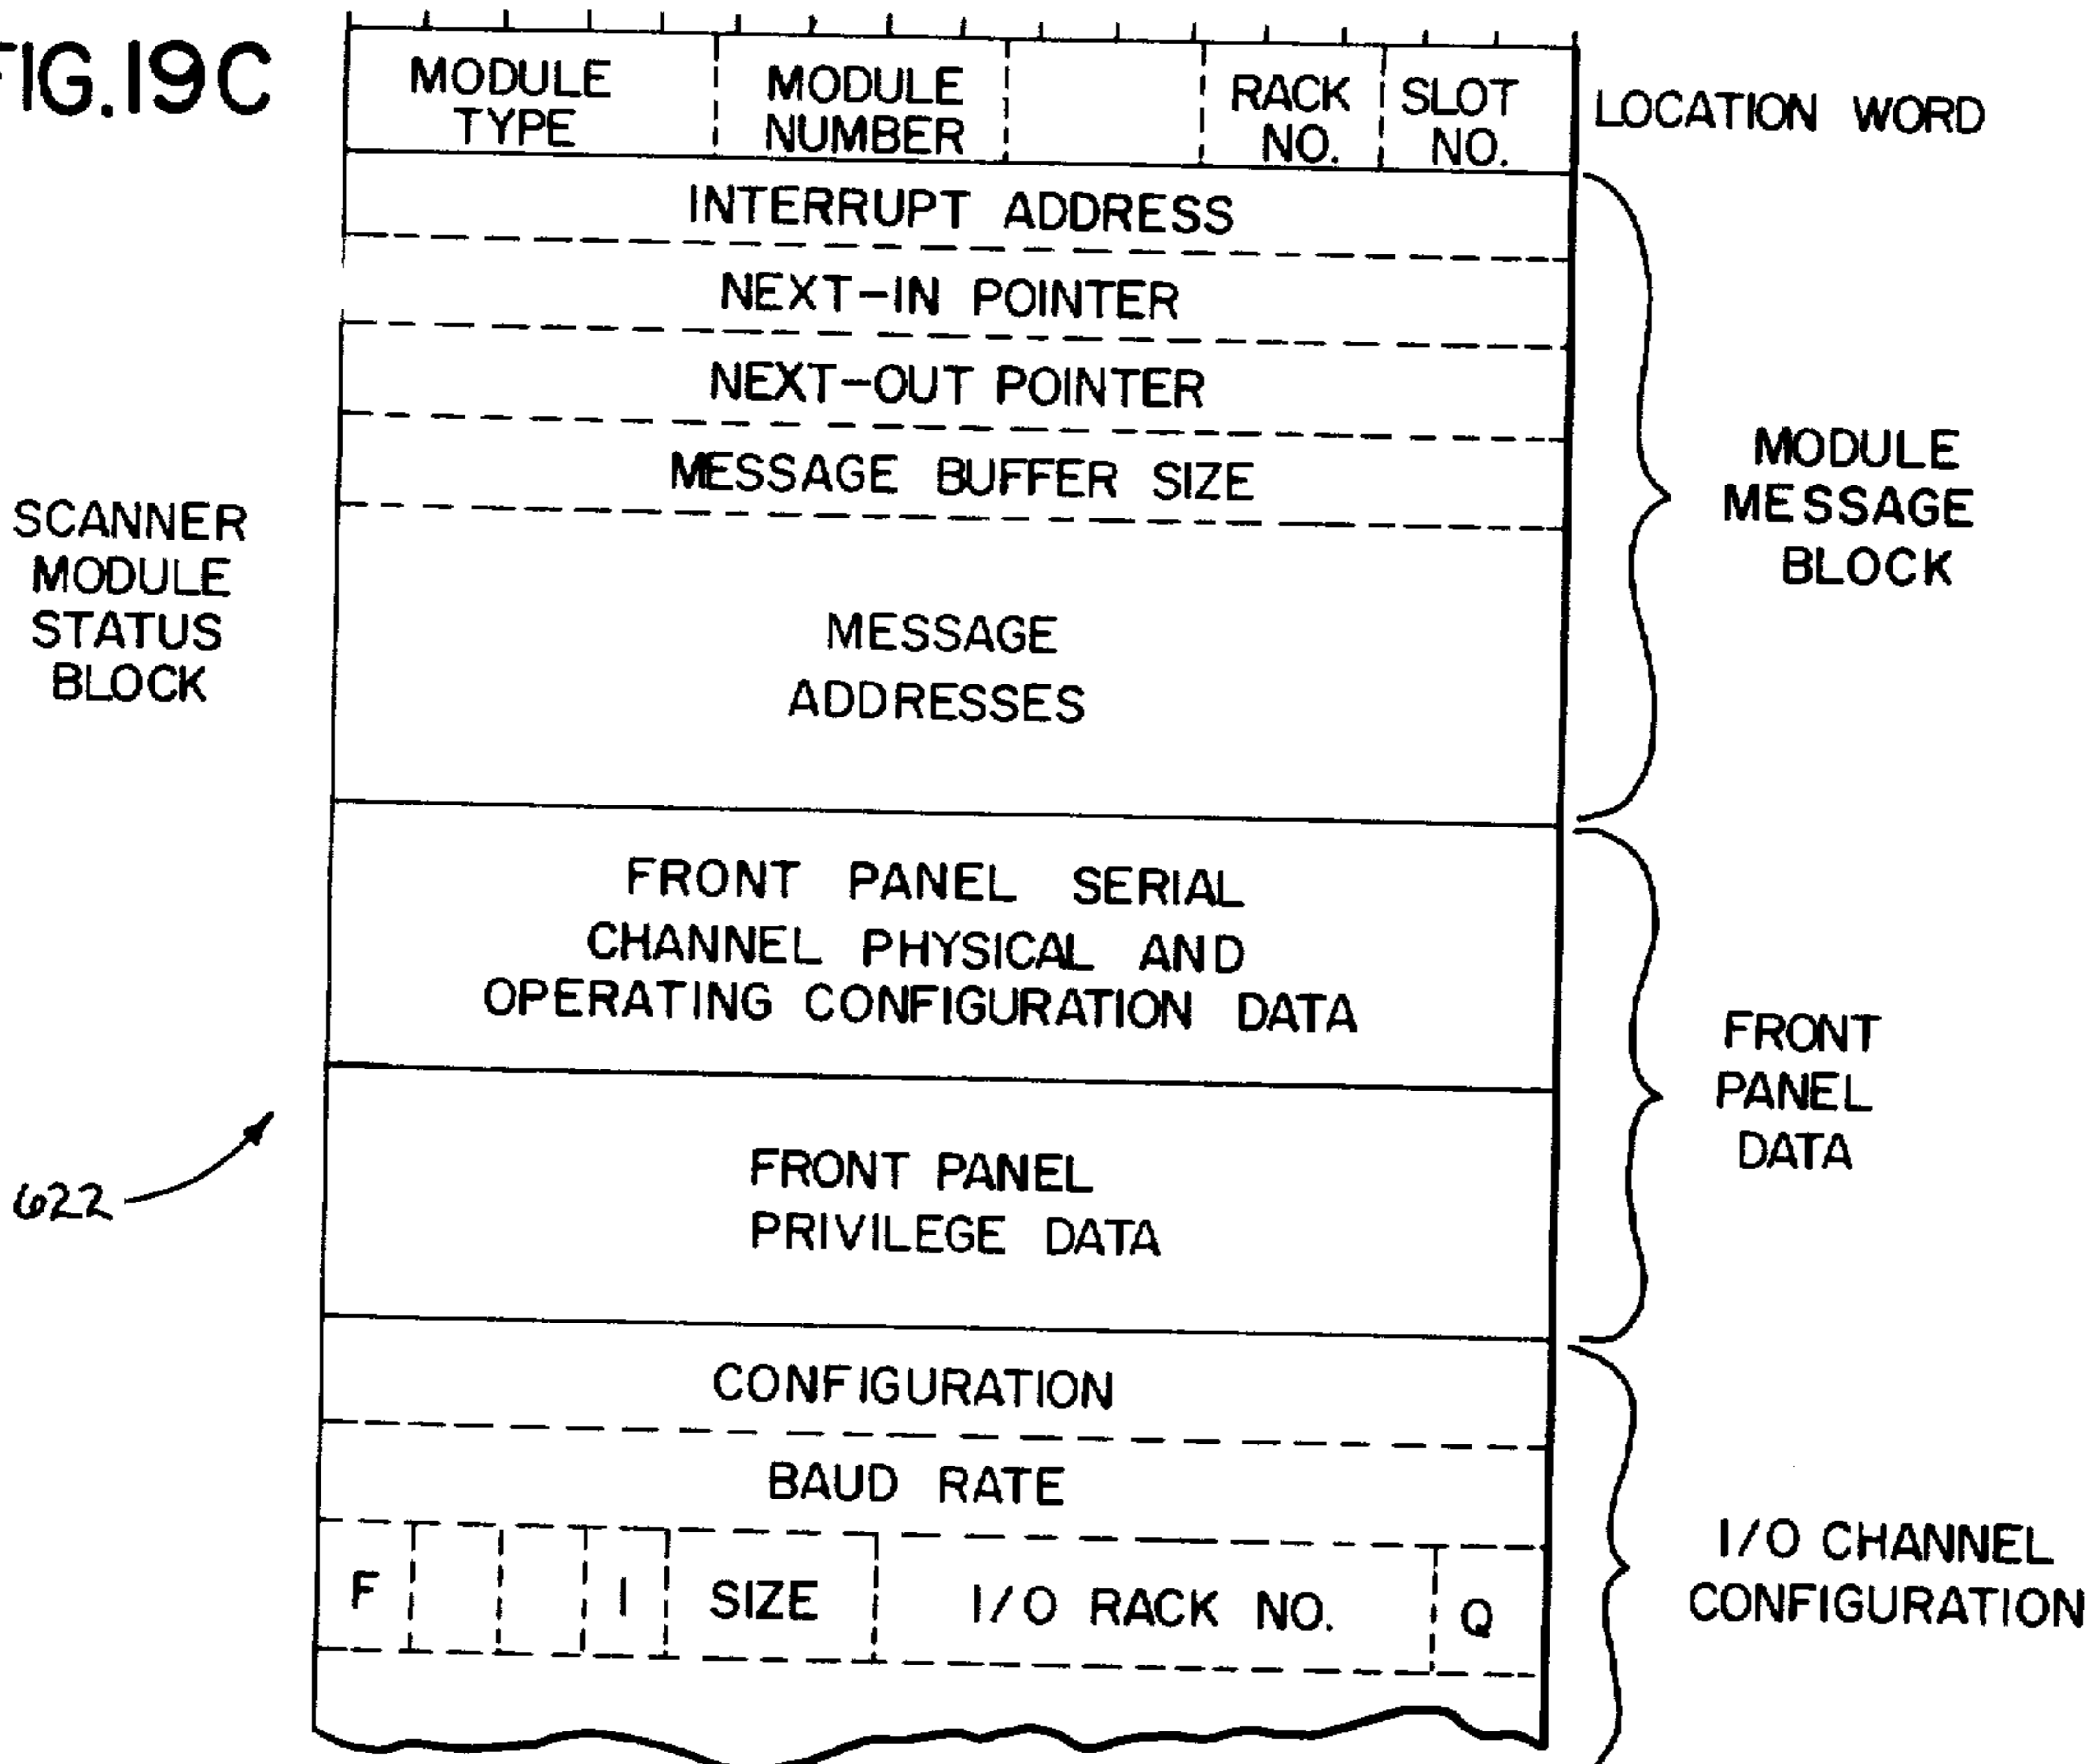 FIG.19C
MODULE TYPE
MODULE NUMBER
RACK NO.
SLOT NO.
LOCATION WORD
INTERRUPT ADDRESS
NEXT-IN POINTER
NEXT-OUT POINTER
MESSAGE BUFFER SIZE
MESSAGE
ADDRESSES
MODULE
MESSAGE
BLOCK
SCANNER
MODULE
STATUS
BLOCK
FRONT PANEL SERIAL
CHANNEL PHYSICAL AND
OPERATING CONFIGURATION DATA
FRONT PANEL
PRIVILEGE DATA
FRONT
PANEL
DATA
622
CONFIGURATION
BAUD RATE
F I SIZE I/O RACK NO. Q
I/O CHANNEL
CONFIGURATION